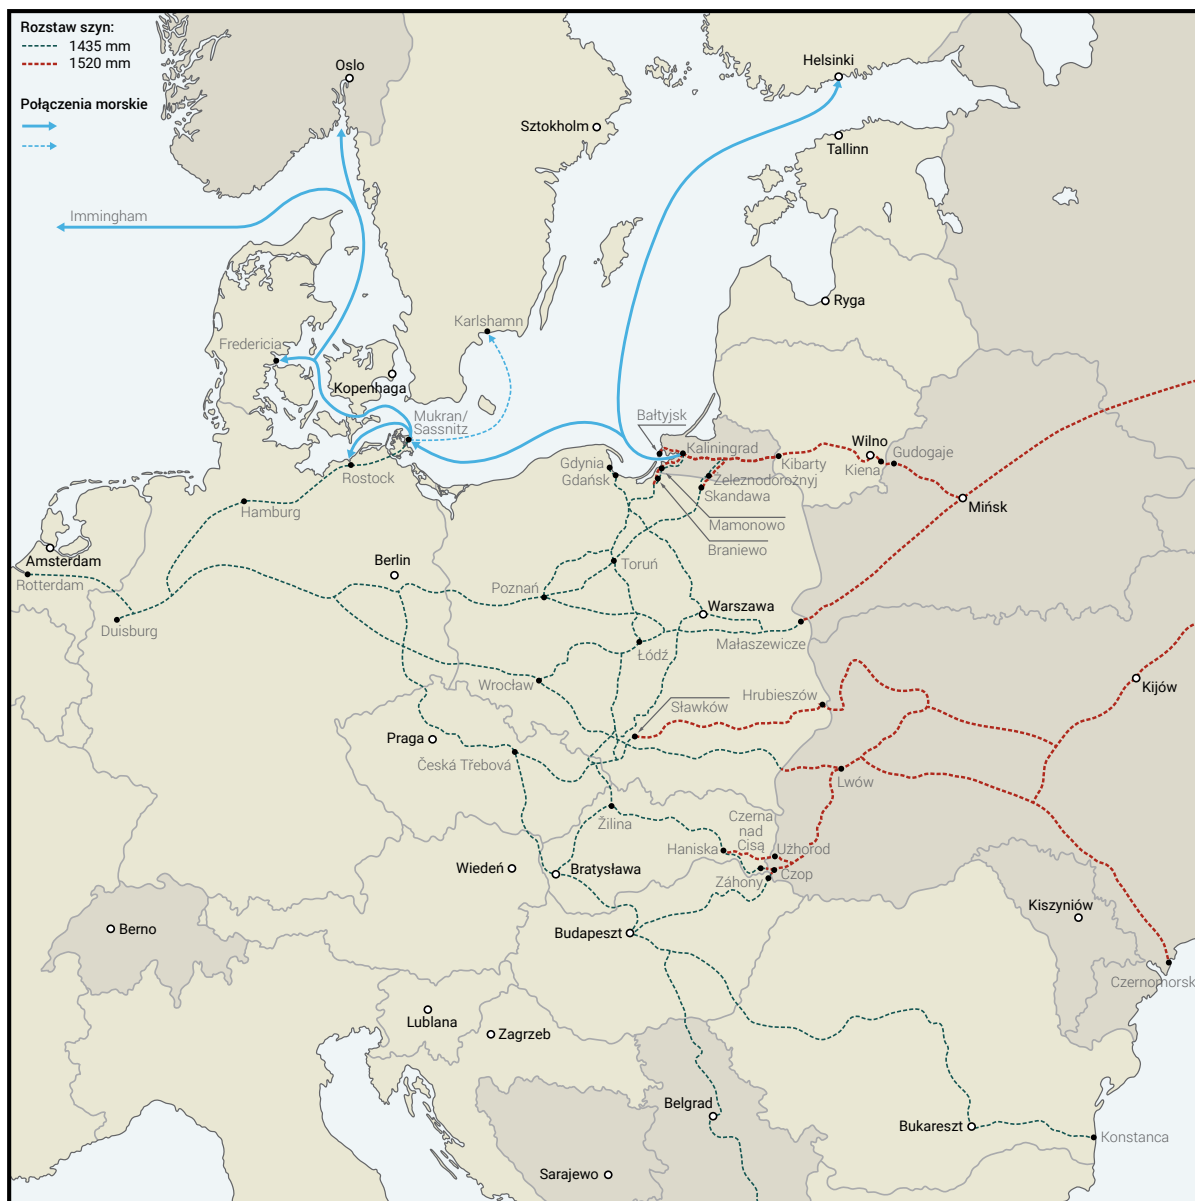 Rozstaw szyn:
1435 mm
1520 mm
Połączenia morskie
Oslo
Helsinki
Sztokholm
Tallinn
Immingham
Ryga
Karlshamn
Fredericia
Kopenhaga
Mukran/
Sassnitz
Bałtyjsk
Kaliningrad
Wilno
Gudogaje
Kibarty
Kiena
Gdynia
Gdańsk
Żeleznodorożnyj
Skandawa
Rostock
Hamburg
Mamonowo
Mińsk
Braniewo
Amsterdam
Rotterdam
Berlin
Toruń
Poznań
Warszawa
Duisburg
Małaszewicze
Łódź
Wrocław
Hrubieszów
Kijów
Sławków
Praga
Česká Třebová
Lwów
Žilina
Czerna
nad
Cisą
Haniska
Użhorod
Wiedeń
Bratysława
Záhony
Czop
Kiszyniów
Berno
Budapeszt
Czernomorsk
Lublana
Zagrzeb
Belgrad
Bukareszt
Konstanca
Sarajewo